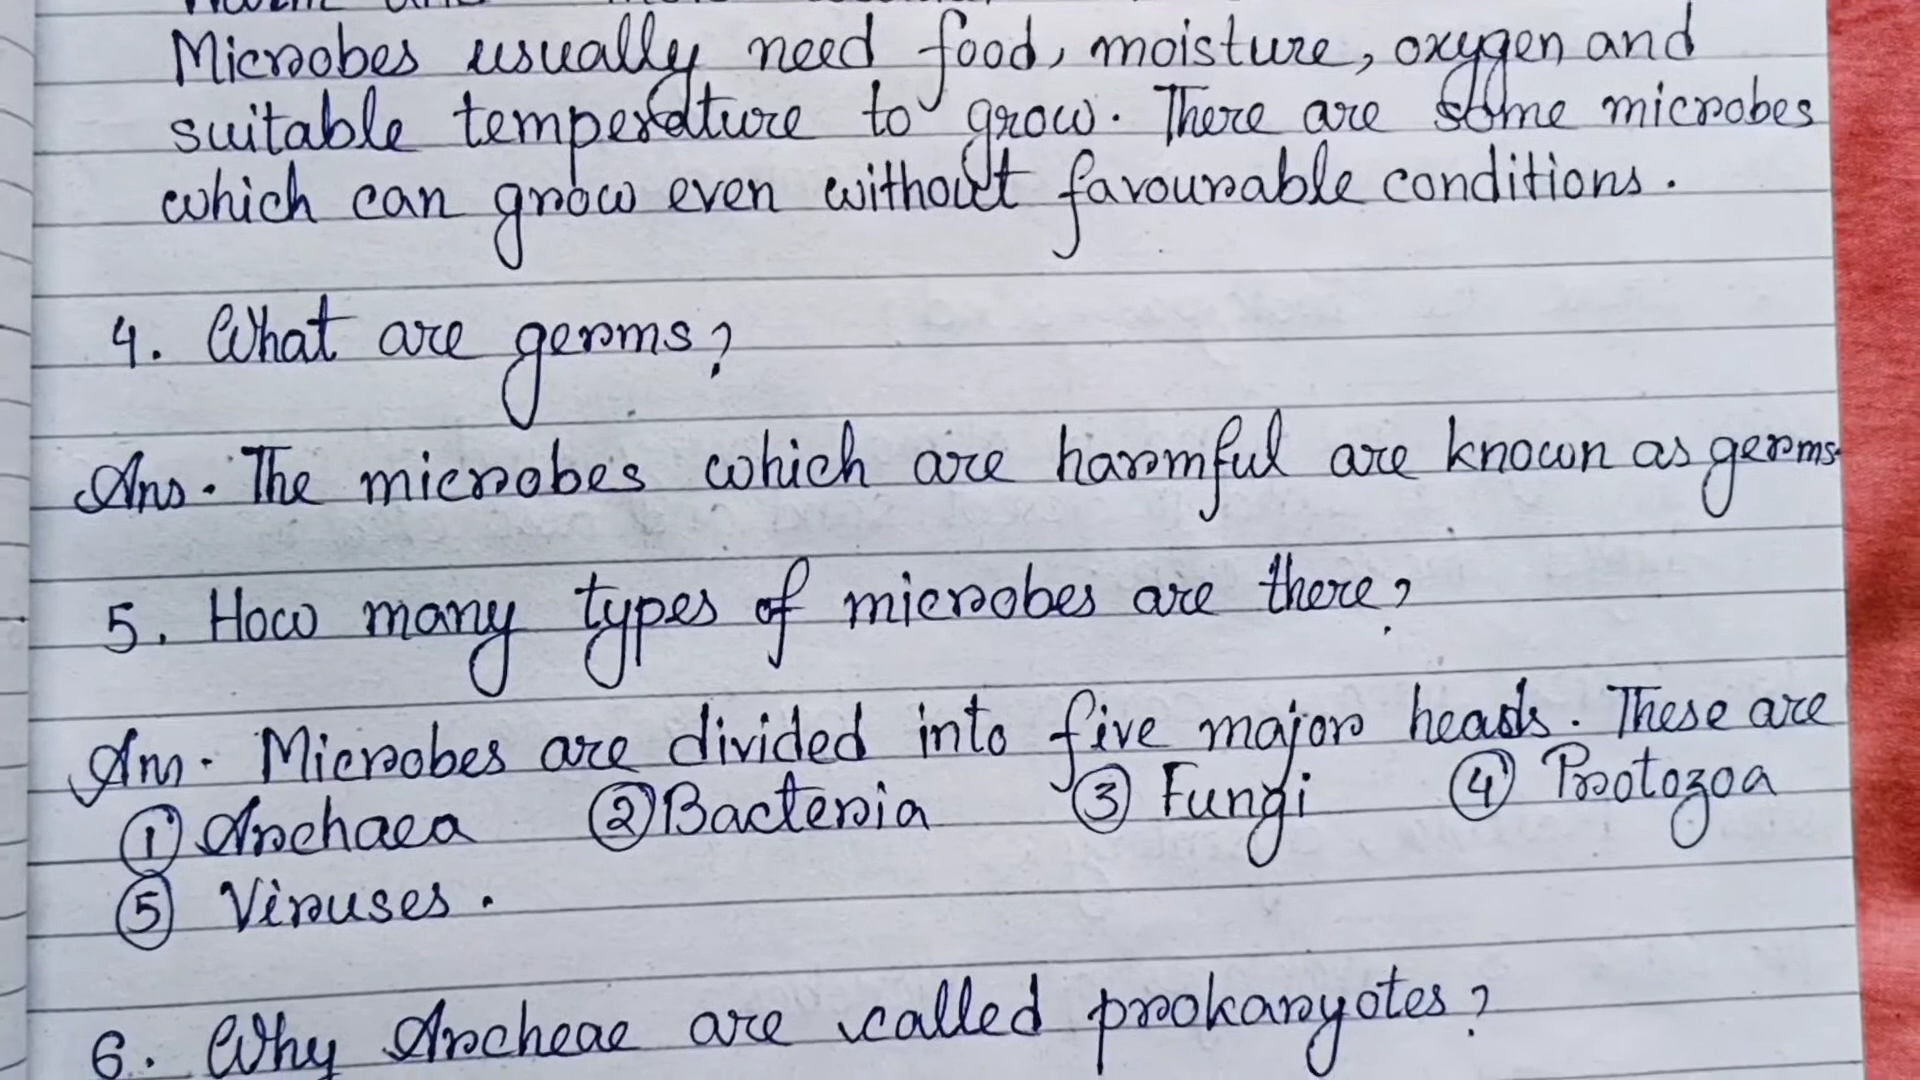 Microbes usually need food, moisture, oxygen and
suitable temperature to grow. There are some microbes
which can grow even without favourable conditions.
4. What are germs?
Ans. The microbes which are harmful are known as germs.
5. How many types of microbes are there?
Ans. Microbes are divided into five major heads. These are
① Archaea ② Bacteria ③ Fungi ④ Protozoa
⑤ Viruses.
6. Why Archeae are called prokaryotes?